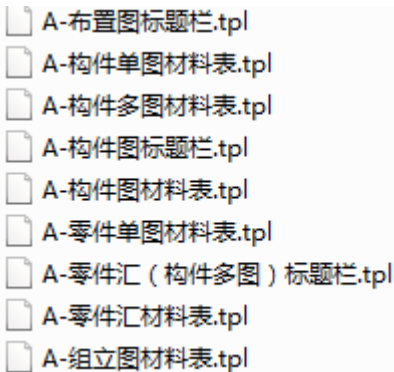 A-布置图标题栏.tpl
A-构件单图材料表.tpl
A-构件多图材料表.tpl
A-构件图标题栏.tpl
A-构件图材料表.tpl
A-零件单图材料表.tpl
A-零件汇（构件多图）标题栏.tpl
A-零件汇材料表.tpl
A-组立图材料表.tpl